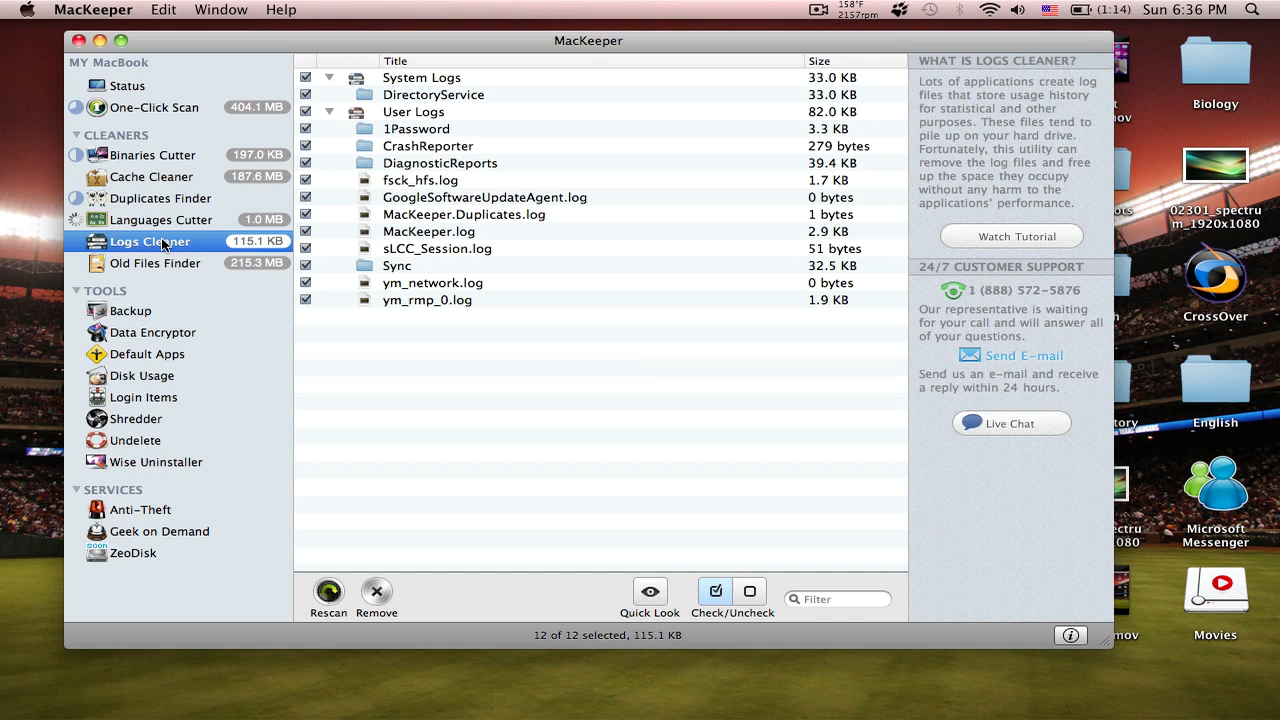 MacKeeper Edit Window Help
158°F
2157rpm
(1:14) Sun 6:36 PM
MacKeeper
MY MacBook
Status
One-Click Scan 404.1 MB
CLEANERS
Binaries Cutter 197.0 KB
Cache Cleaner 187.6 MB
Duplicates Finder
Languages Cutter 1.0 MB
Logs Cleaner 115.1 KB
Old Files Finder 215.3 MB
TOOLS
Backup
Data Encryptor
Default Apps
Disk Usage
Login Items
Shredder
Undelete
Wise Uninstaller
SERVICES
Anti-Theft
Geek on Demand
soon
ZeoDisk
Title Size
System Logs 33.0 KB
DirectoryService 33.0 KB
User Logs 82.0 KB
1Password 3.3 KB
CrashReporter 279 bytes
DiagnosticReports 39.4 KB
fsck_hfs.log 1.7 KB
GoogleSoftwareUpdateAgent.log 0 bytes
MacKeeper.Duplicates.log 1 bytes
MacKeeper.log 2.9 KB
sLCC_Session.log 51 bytes
Sync 32.5 KB
ym_network.log 0 bytes
ym_rmp_0.log 1.9 KB
Rescan Remove Quick Look Check/Uncheck Filter
12 of 12 selected, 115.1 KB
WHAT IS LOGS CLEANER?
Lots of applications create log
files that store usage history
for statistical and other
purposes. These files tend to
pile up on your hard drive.
Fortunately, this utility can
remove the log files and free
up the space they occupy
without any harm to the
applications' performance.
Watch Tutorial
24/7 CUSTOMER SUPPORT
1 (888) 572-5876
Our representative is waiting
for your call and will answer all
of your questions.
Send E-mail
Send us an e-mail and receive
a reply within 24 hours.
Live Chat
mov
ots
tory
ectru
080
mov
Biology
02301_spectru
m_1920x1080
CrossOver
English
Microsoft
Messenger
Movies